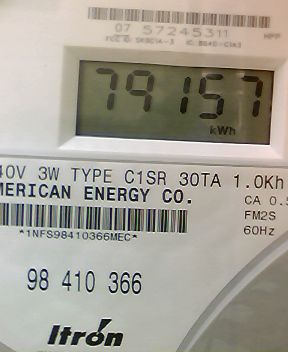 07 57245311
79157
kWh
40V 3W TYPE C1SR 30TA 1.0Kh
MERICAN ENERGY CO.
CA 0.5
FM2S
60Hz
*1NFS98410366MEC*
98 410 366
Itrón